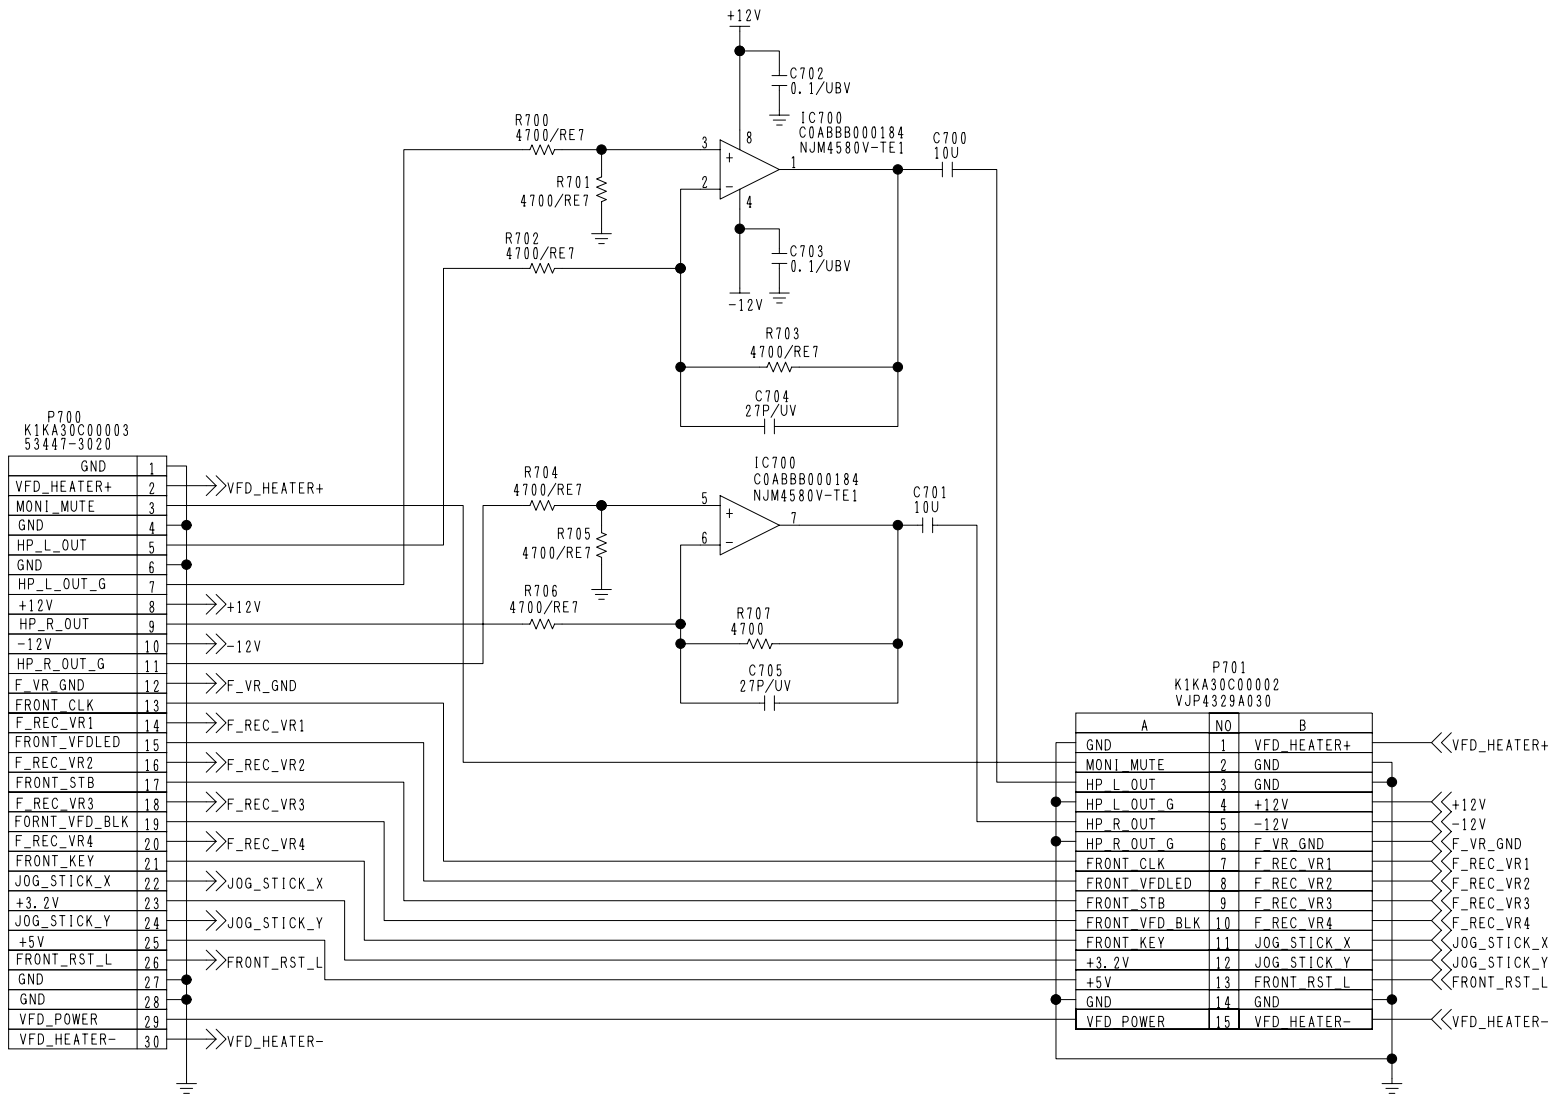 +12V
C702
0.1/UBV
IC700
C0ABBB000184
NJM4580V-TE1
R700
4700/RE7
3
8
+
1
C700
10U
R701
4700/RE7
2
-
4
R702
4700/RE7
C703
0.1/UBV
-12V
R703
4700/RE7
C704
27P/UV
IC700
C0ABBB000184
NJM4580V-TE1
R704
4700/RE7
5
+
7
C701
10U
R705
4700/RE7
6
-
R706
4700/RE7
R707
4700
C705
27P/UV
P700
K1KA30C00003
53447-3020
GND 1
VFD_HEATER+ 2 VFD_HEATER+
MONI_MUTE 3
GND 4
HP_L_OUT 5
GND 6
HP_L_OUT_G 7
+12V 8 +12V
HP_R_OUT 9
-12V 10 -12V
HP_R_OUT_G 11
F_VR_GND 12 F_VR_GND
FRONT_CLK 13
F_REC_VR1 14 F_REC_VR1
FRONT_VFDLED 15
F_REC_VR2 16 F_REC_VR2
FRONT_STB 17
F_REC_VR3 18 F_REC_VR3
FORNT_VFD_BLK 19
F_REC_VR4 20 F_REC_VR4
FRONT_KEY 21
JOG_STICK_X 22 JOG_STICK_X
+3.2V 23
JOG_STICK_Y 24 JOG_STICK_Y
+5V 25
FRONT_RST_L 26 FRONT_RST_L
GND 27
GND 28
VFD_POWER 29
VFD_HEATER- 30 VFD_HEATER-
P701
K1KA30C00002
VJP4329A030
A NO B
GND 1 VFD_HEATER+ VFD_HEATER+
MONI_MUTE 2 GND
HP_L_OUT 3 GND
HP_L_OUT_G 4 +12V +12V
HP_R_OUT 5 -12V -12V
HP_R_OUT_G 6 F_VR_GND F_VR_GND
FRONT_CLK 7 F_REC_VR1 F_REC_VR1
FRONT_VFDLED 8 F_REC_VR2 F_REC_VR2
FRONT_STB 9 F_REC_VR3 F_REC_VR3
FRONT_VFD_BLK 10 F_REC_VR4 F_REC_VR4
FRONT_KEY 11 JOG_STICK_X JOG_STICK_X
+3.2V 12 JOG_STICK_Y JOG_STICK_Y
+5V 13 FRONT_RST_L FRONT_RST_L
GND 14 GND
VFD POWER 15 VFD_HEATER- VFD_HEATER-